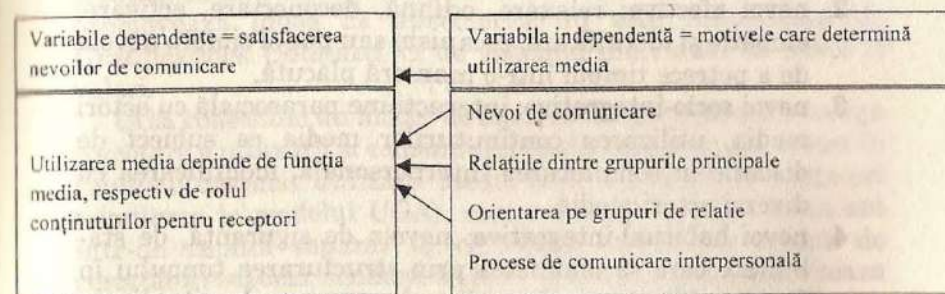 Variabile dependente = satisfacerea
nevoilor de comunicare
Variabila independentă = motivele care determină
utilizarea media
Utilizarea media depinde de funcția
media, respectiv de rolul
conținuturilor pentru receptori
Nevoi de comunicare
Relațiile dintre grupurile principale
Orientarea pe grupuri de relatie
Procese de comunicare interpersonală